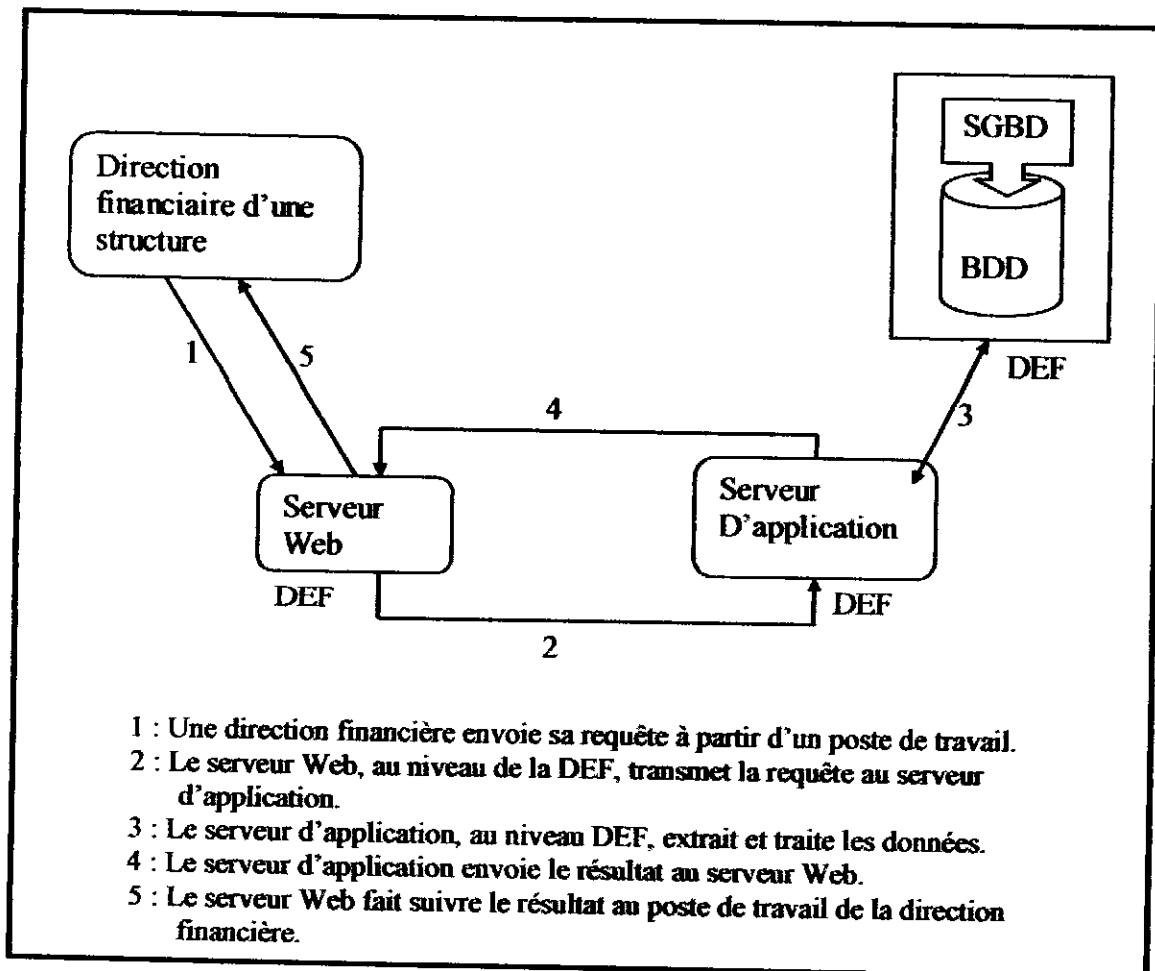 Direction
financiaire d'une
structure
SGBD
BDD
DEF
1
5
4
3
Serveur
Web
DEF
Serveur
D'application
DEF
2
1 : Une direction financière envoie sa requête à partir d'un poste de travail.
2 : Le serveur Web, au niveau de la DEF, transmet la requête au serveur
d'application.
3 : Le serveur d'application, au niveau DEF, extrait et traite les données.
4 : Le serveur d'application envoie le résultat au serveur Web.
5 : Le serveur Web fait suivre le résultat au poste de travail de la direction
financière.